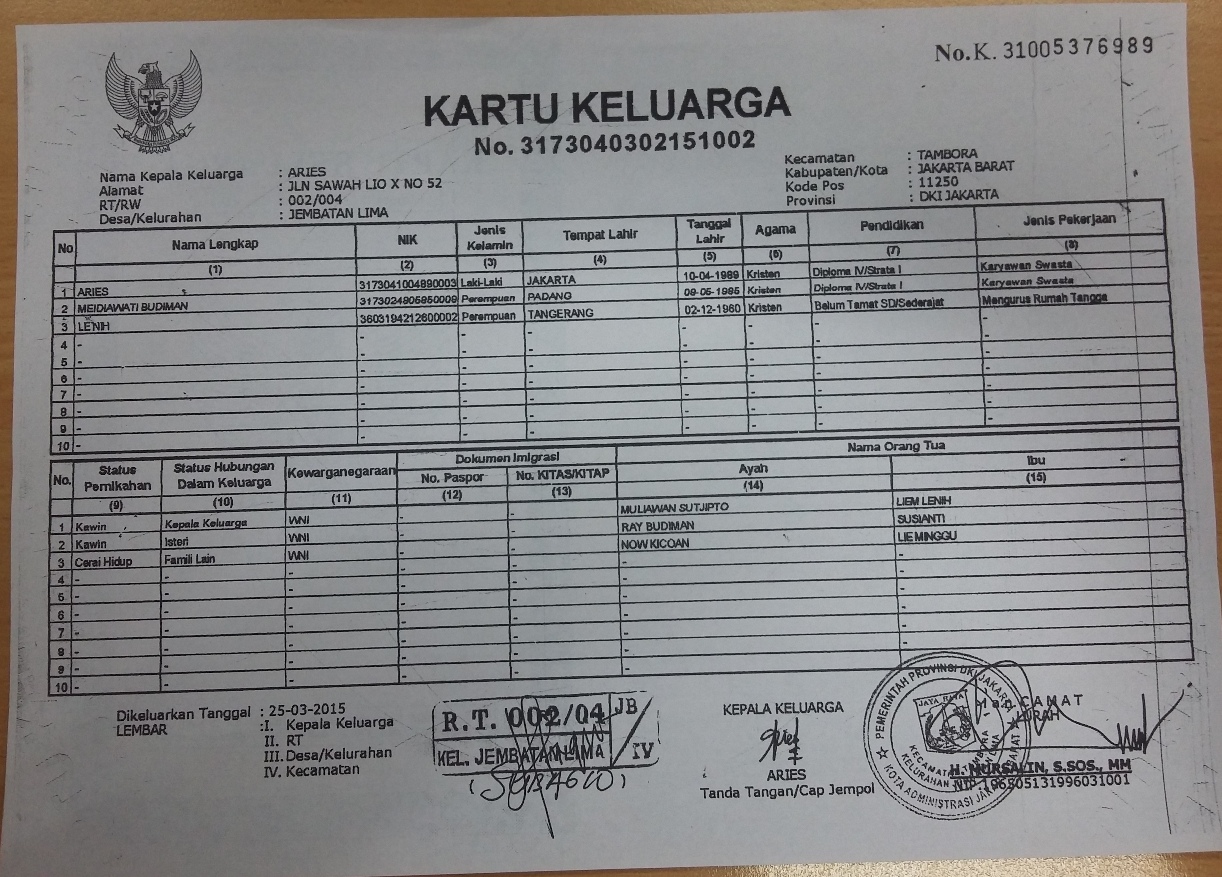 No.K. 31005376989
KARTU KELUARGA
No. 3173040302151002
Nama Kepala Keluarga : ARIES
Alamat : JLN SAWAH LIO X NO 52
RT/RW : 002/004
Desa/Kelurahan : JEMBATAN LIMA
Kecamatan : TAMBORA
Kabupaten/Kota : JAKARTA BARAT
Kode Pos : 11250
Provinsi : DKI JAKARTA
No Nama Lengkap NIK Jenis Kelamin Tempat Lahir Tanggal Lahir Agama Pendidikan Jenis Pekerjaan
(1) (2) (3) (4) (5) (6) (7) (8)
1 ARIES 3173041004890003 Laki-Laki JAKARTA 10-04-1989 Kristen Diploma IV/Strata I Karyawan Swasta
2 MEIDIAWATI BUDIMAN 3173024905850009 Perempuan PADANG 09-05-1985 Kristen Diploma IV/Strata I Karyawan Swasta
3 LENIH 3603194212600002 Perempuan TANGERANG 02-12-1960 Kristen Belum Tamat SD/Sederajat Mengurus Rumah Tangga
4 - - - - - - - -
5 - - - - - - - -
6 - - - - - - - -
7 - - - - - - - -
8 - - - - - - - -
9 - - - - - - - -
10 - - - - - - - -
No. Status Pernikahan Status Hubungan Dalam Keluarga Kewarganegaraan Dokumen Imigrasi Nama Orang Tua
No. Paspor No. KITAS/KITAP Ayah Ibu
(9) (10) (11) (12) (13) (14) (15)
1 Kawin Kepala Keluarga WNI - - MULIAWAN SUTJIPTO LIEM LENIH
2 Kawin Isteri WNI - - RAY BUDIMAN SUSIANTI
3 Cerai Hidup Famili Lain WNI - - NOW KICOAN LIE MINGGU
4 - - - - - - -
5 - - - - - - -
6 - - - - - - -
7 - - - - - - -
8 - - - - - - -
9 - - - - - - -
10 - - - - - - -
Dikeluarkan Tanggal : 25-03-2015
LEMBAR : I. Kepala Keluarga
II. RT
III. Desa/Kelurahan
IV. Kecamatan
R.T. 002/04 JB
KEL. JEMBATAN LIMA / IV
KEPALA KELUARGA
ARIES
Tanda Tangan/Cap Jempol
PEMERINTAH PROVINSI DKI JAKARTA
JAYA RAYA
KOTA ADMINISTRASI JAKARTA BARAT
CAMAT
LURAH
H. NURSALIN, S.SOS., MM
NIP. 196505131996031001